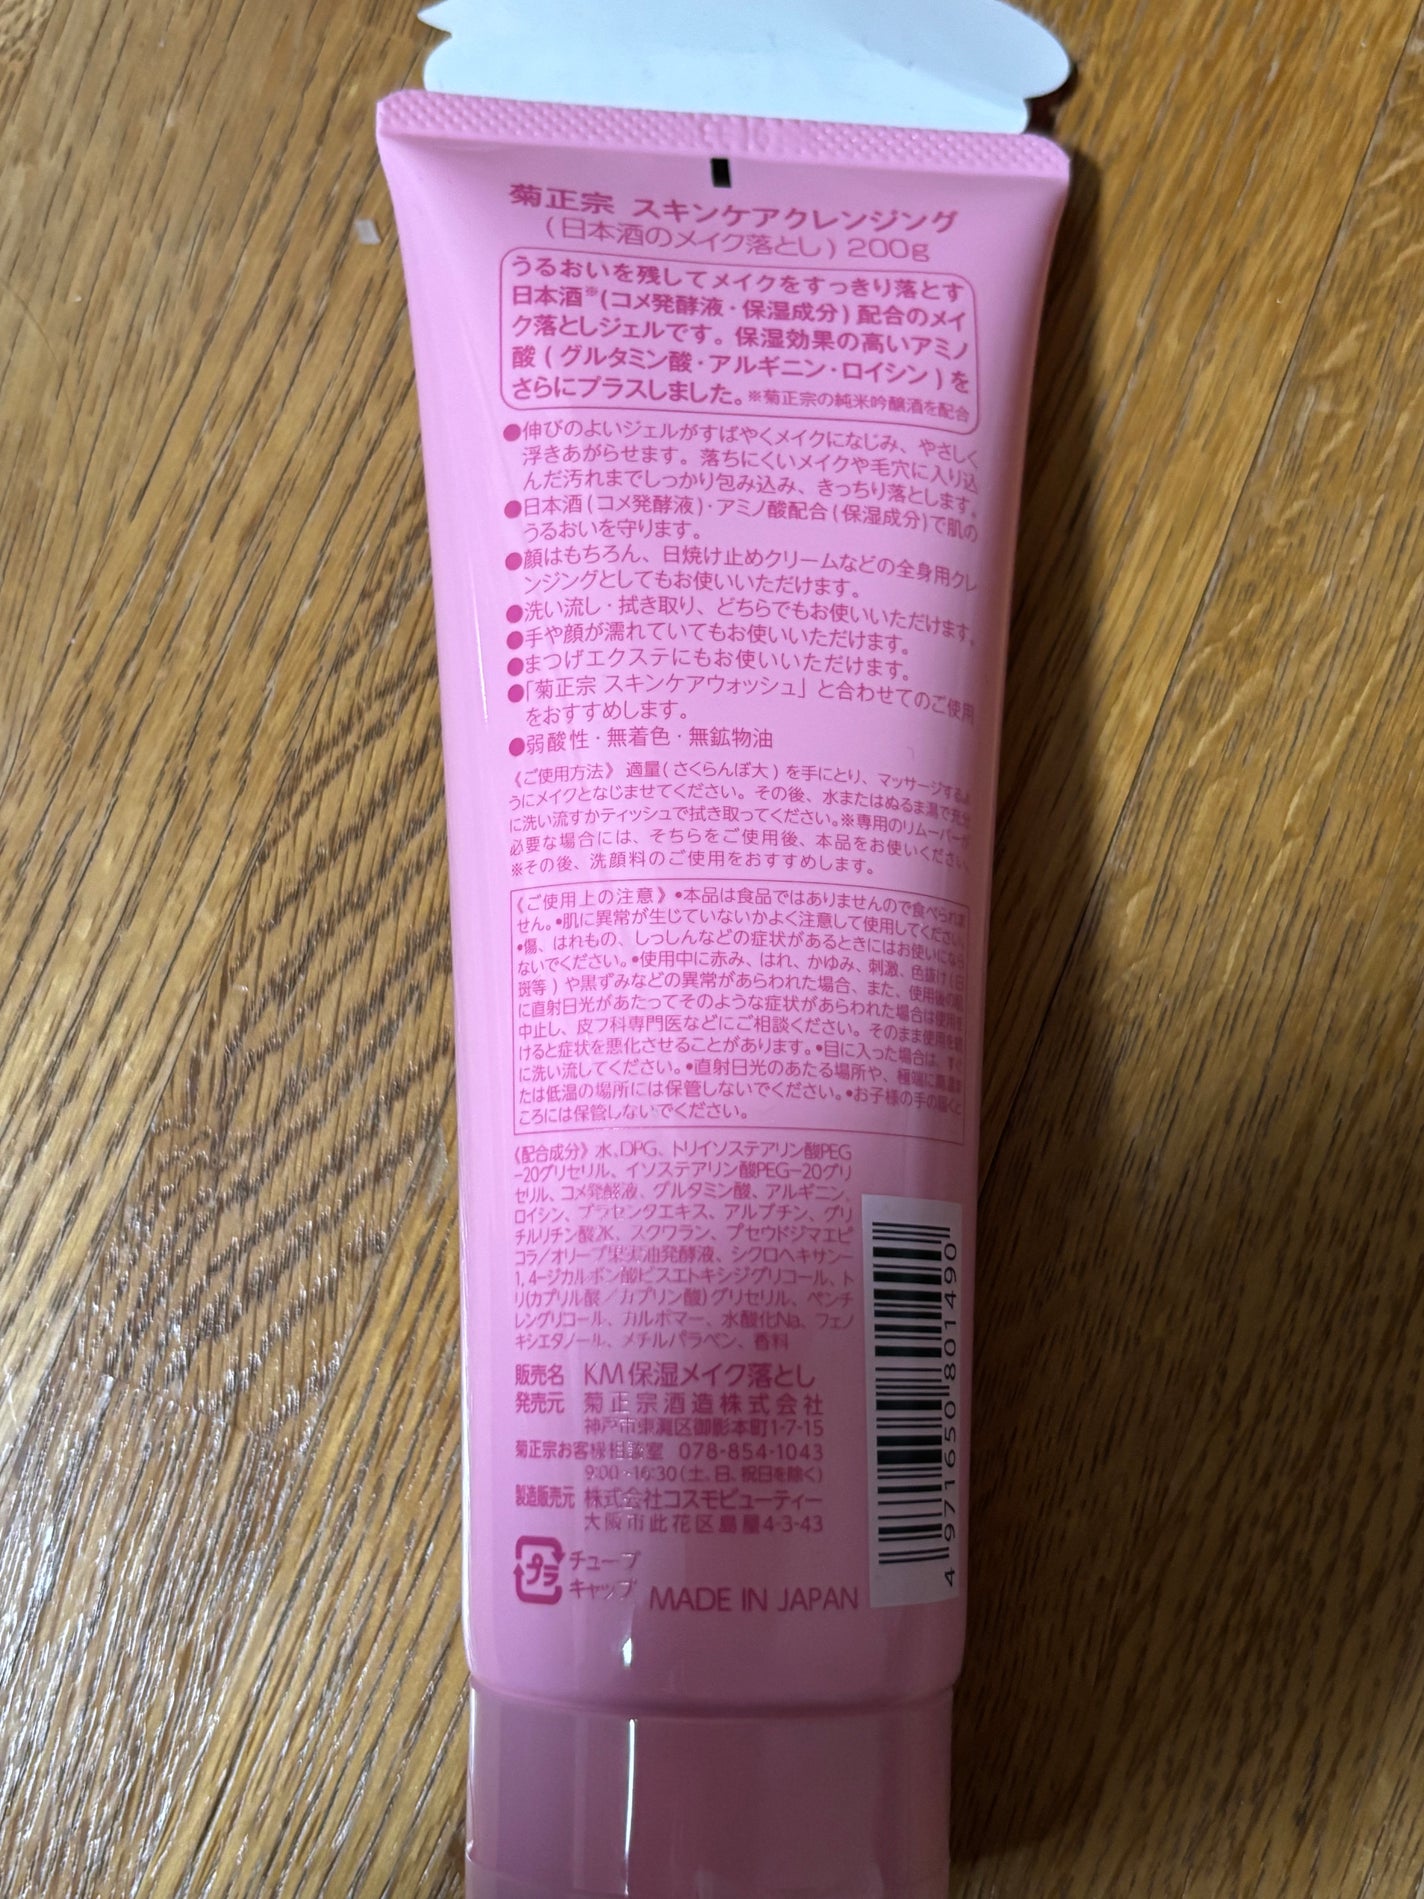 菊正宗 スキンケアクレンジング
(日本酒のメイク落とし) 200g
うるおいを残してメイクをすっきり落とす
日本酒※(コメ発酵液・保湿成分) 配合のメイ
ク落としジェルです。保湿効果の高いアミノ
酸 (グルタミン酸・アルギニン・ロイシン) を
さらにプラスしました。※菊正宗の純米吟醸酒を配合
●伸びのよいジェルがすばやくメイクになじみ、やさしく
浮きあがらせます。落ちにくいメイクや毛穴に入り込
んだ汚れまでしっかり包み込み、きっちり落とします。
●日本酒(コメ発酵液)・アミノ酸配合(保湿成分)で肌の
うるおいを守ります。
●顔はもちろん、日焼け止めクリームなどの全身用クレ
ンジングとしてもお使いいただけます。
●洗い流し・拭き取り、どちらでもお使いいただけます。
●手や顔が濡れていてもお使いいただけます。
●まつげエクステにもお使いいただけます。
●「菊正宗 スキンケアウォッシュ」と合わせてのご使用
をおすすめします。
●弱酸性・無着色・無鉱物油
《ご使用方法》適量(さくらんぼ大)を手にとり、マッサージするよ
うにメイクとなじませてください。その後、水またはぬるま湯で充分
に洗い流すかティッシュで拭き取ってください。※専用のリムーバーが
必要な場合には、そちらをご使用後、本品をお使いください。
※その後、洗顔料のご使用をおすすめします。
《ご使用上の注意》•本品は食品ではありませんので食べられま
せん。•肌に異常が生じていないかよく注意して使用してください。
•傷、はれもの、しっしんなどの症状があるときにはお使いになら
ないでください。•使用中に赤み、はれ、かゆみ、刺激、色抜け(白
斑等)や黒ずみなどの異常があらわれた場合、また、使用後の肌
に直射日光があたってそのような症状があらわれた場合は使用を
中止し、皮フ科専門医などにご相談ください。そのまま使用を続
けると症状を悪化させることがあります。•目に入った場合は、すぐ
に洗い流してください。•直射日光のあたる場所や、極端に高温ま
たは低温の場所には保管しないでください。•お子様の手の届くと
ころには保管しないでください。
《配合成分》水、DPG、トリイソステアリン酸PEG
-20グリセリル、イソステアリン酸PEG-20グリ
セリル、コメ発酵液、グルタミン酸、アルギニン、
ロイシン、プラセンタエキス、アルブチン、グリ
チルリチン酸2K、スクワラン、プセウドジマエピ
コラ/オリーブ果実油発酵液、シクロヘキサン-
1,4-ジカルボン酸ビスエトキシジグリコール、ト
リ(カプリル酸/カプリン酸)グリセリル、ペンチ
レングリコール、カルボマー、水酸化Na、フェノ
キシエタノール、メチルパラベン、香料
販売名 KM保湿メイク落とし
発売元 菊正宗酒造株式会社
神戸市東灘区御影本町1-7-15
菊正宗お客様相談室 078-854-1043
9:00-16:30(土、日、祝日を除く)
製造販売元 株式会社コスモビューティー
大阪市此花区島屋4-3-43
プラ チューブ
キャップ
MADE IN JAPAN
4971650801490